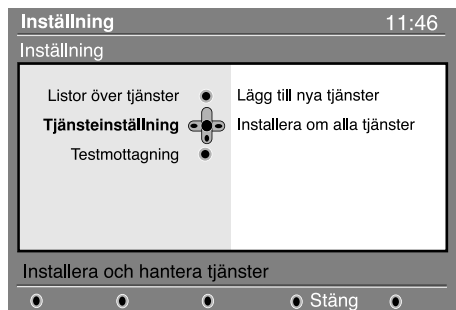 Inställning 11:46
Inställning
Listor över tjänster Lägg till nya tjänster
Tjänsteinställning Installera om alla tjänster
Testmottagning
Installera och hantera tjänster
Stäng